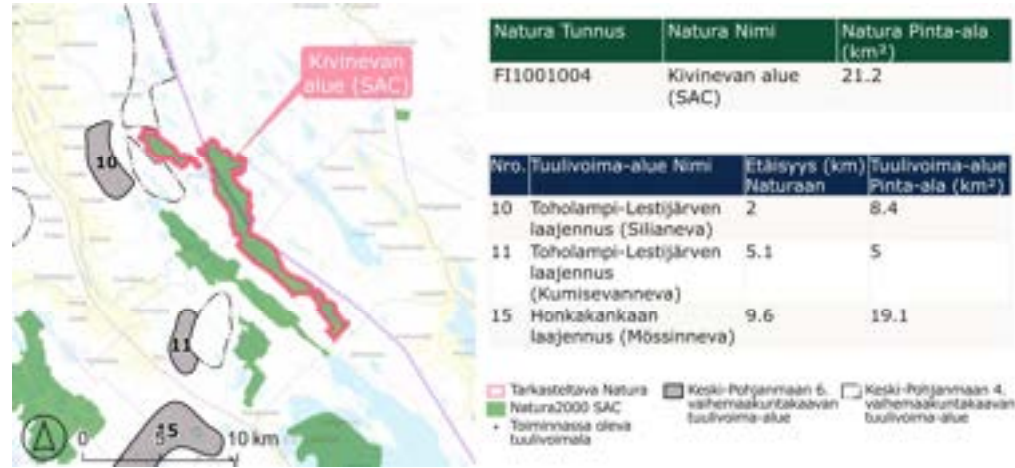 Kivinevan
alue (SAC)
10
11
15
0
5
10 km
Natura Tunnus Natura Nimi Natura Pinta-ala
(km²)
FI1001004 Kivinevan alue 21.2
(SAC)
Nro. Tuulivoima-alue Nimi Etäisyys (km) Tuulivoima-alue
Naturaan Pinta-ala (km²)
10 Toholampi-Lestijärven 2 8.4
laajennus (Silianeva)
11 Toholampi-Lestijärven 5.1 5
laajennus
(Kumisevanneva)
15 Honkakankaan 9.6 19.1
laajennus (Mössinneva)
Tarkasteltava Natura
Natura2000 SAC
Toiminnassa oleva
tuulivoimala
Keski-Pohjanmaan 6.
vaihemaakuntakaavan
tuulivoima-alue
Keski-Pohjanmaan 4.
vaihemaakuntakaavan
tuulivoima-alue